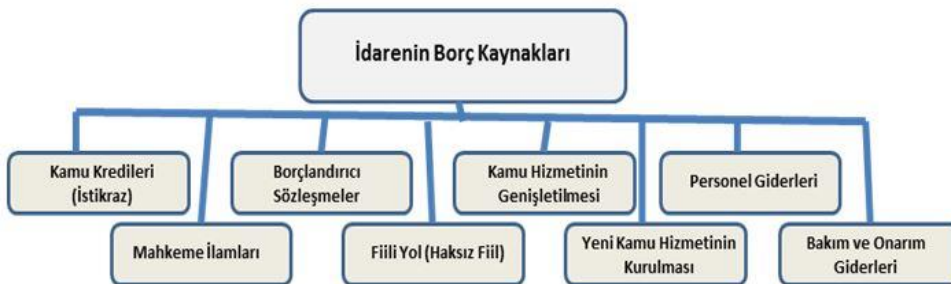 İdarenin Borç Kaynakları
Kamu Kredileri
(İstikraz)
Borçlandırıcı
Sözleşmeler
Kamu Hizmetinin
Genişletilmesi
Personel Giderleri
Mahkeme İlamları
Fiili Yol (Haksız Fiil)
Yeni Kamu Hizmetinin
Kurulması
Bakım ve Onarım
Giderleri